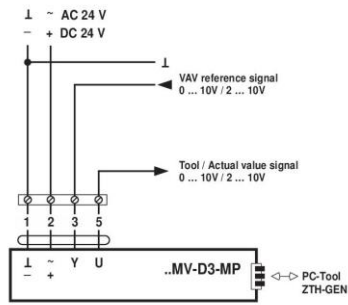 ⊥ ~ AC 24 V
– + DC 24 V
⊥
VAV reference signal
0 ... 10V / 2 ... 10V
Tool / Actual value signal
0 ... 10V / 2 ... 10V
1 2 3 5
⊥ ~ Y U
– +
..MV-D3-MP
PC-Tool
ZTH-GEN